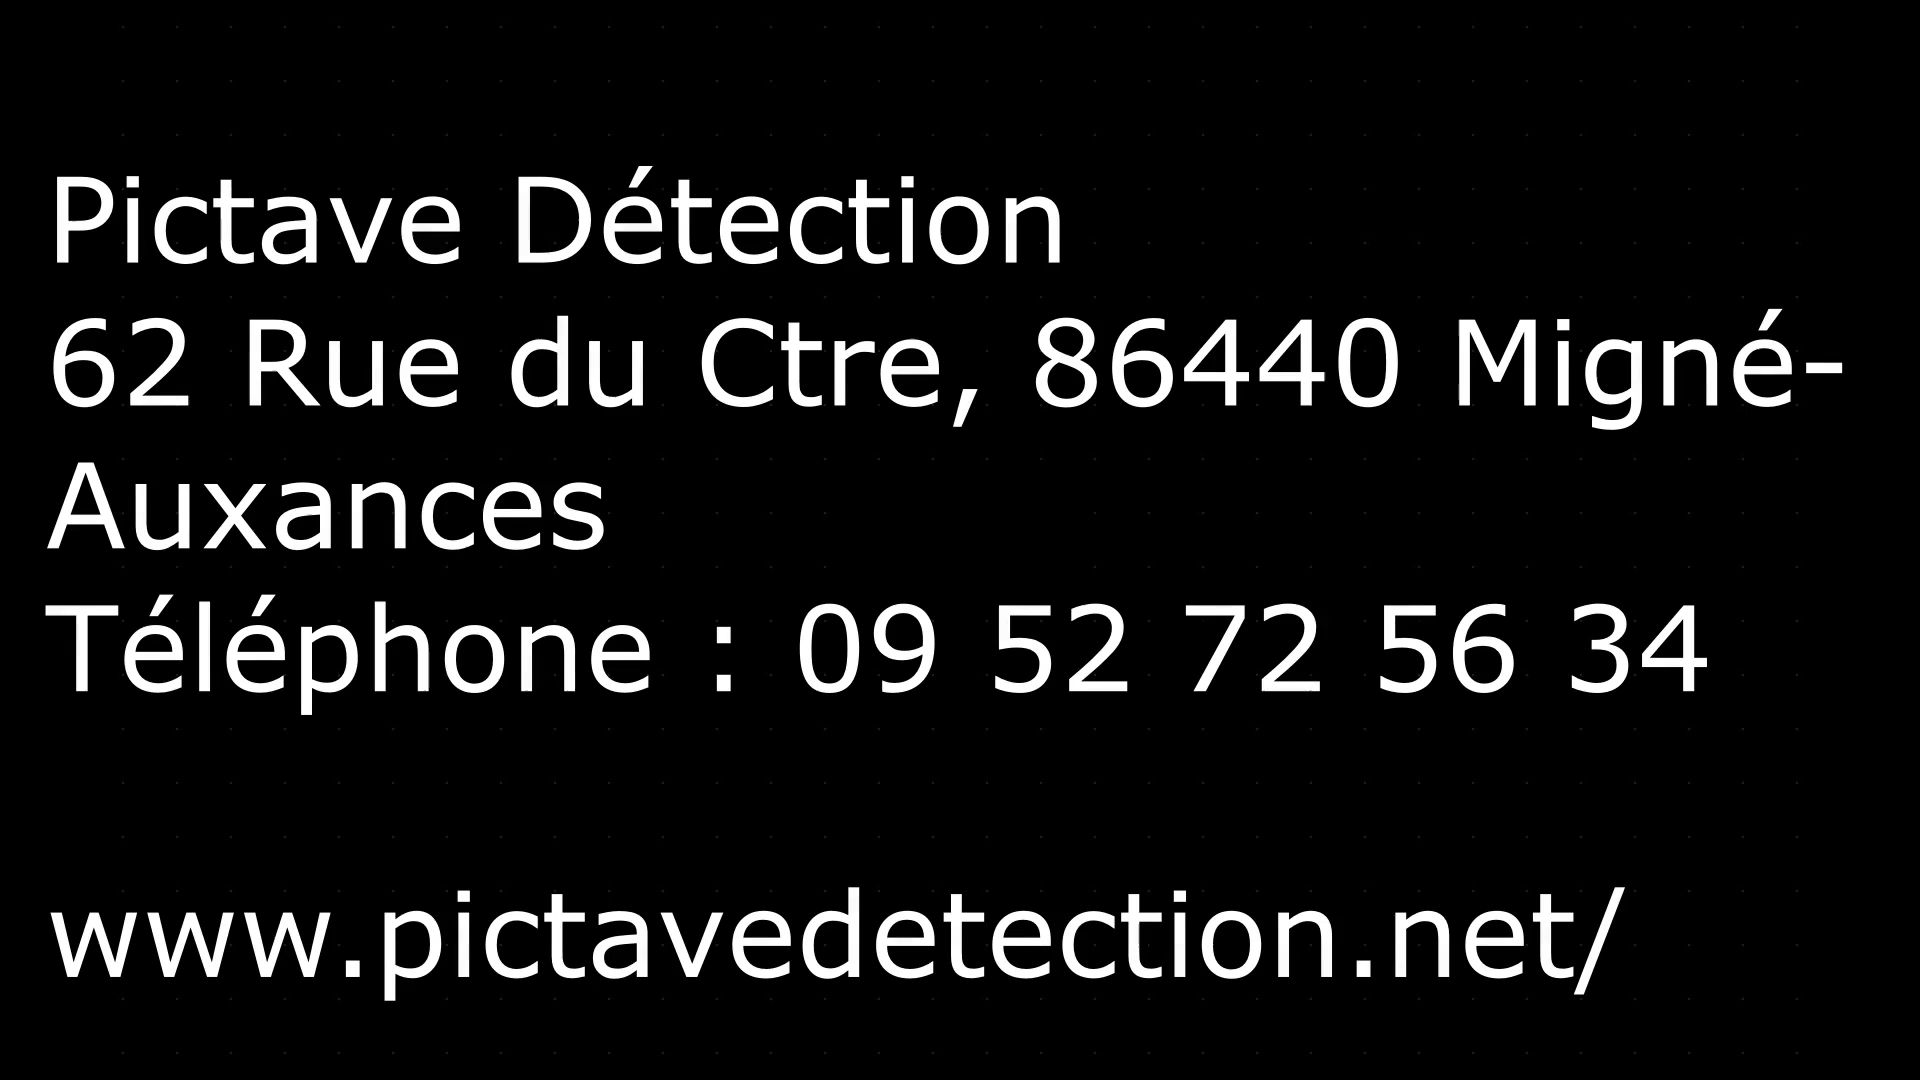 Pictave Détection
62 Rue du Ctre, 86440 Migné-
Auxances
Téléphone : 09 52 72 56 34
www.pictavedetection.net/